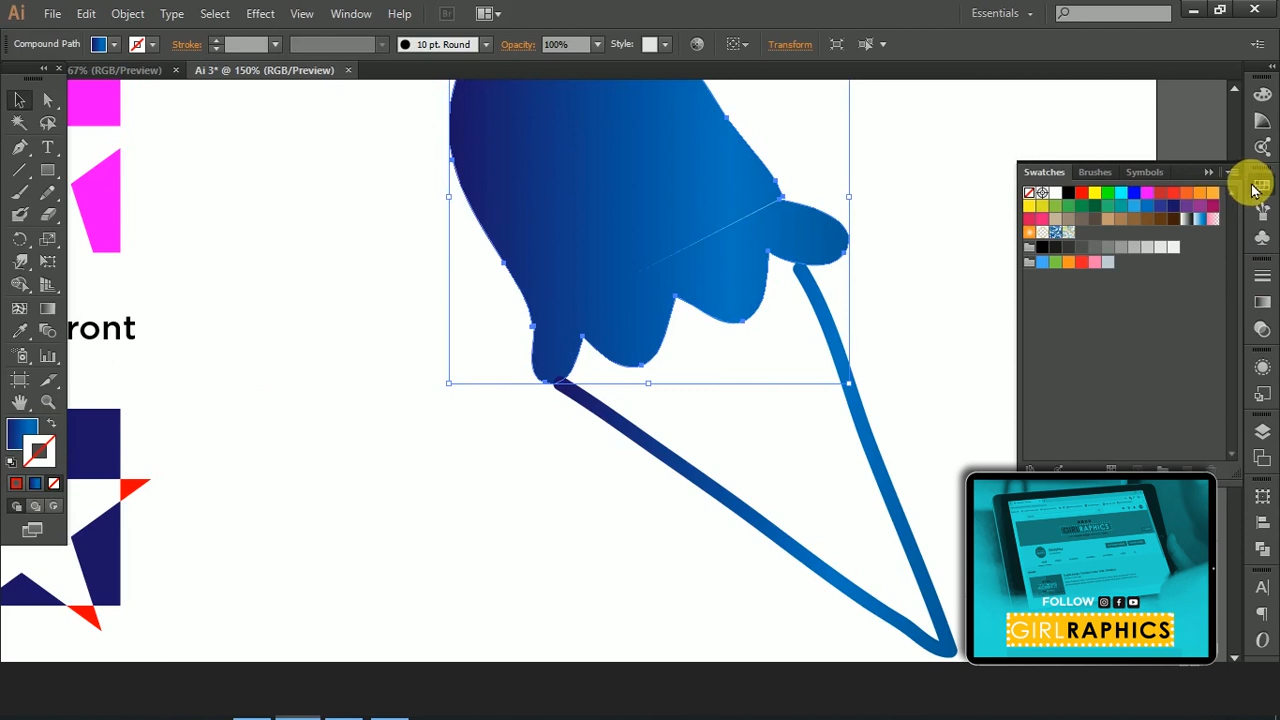 Ai File Edit Object Type Select Effect View Window Help Br Essentials
Compound Path Stroke: 10 pt. Round Opacity: 100% Style: Transform
67% (RGB/Preview) × Ai 3* @ 150% (RGB/Preview) ×
Swatches Brushes Symbols
ront
FOLLOW
GIRLRAPHICS